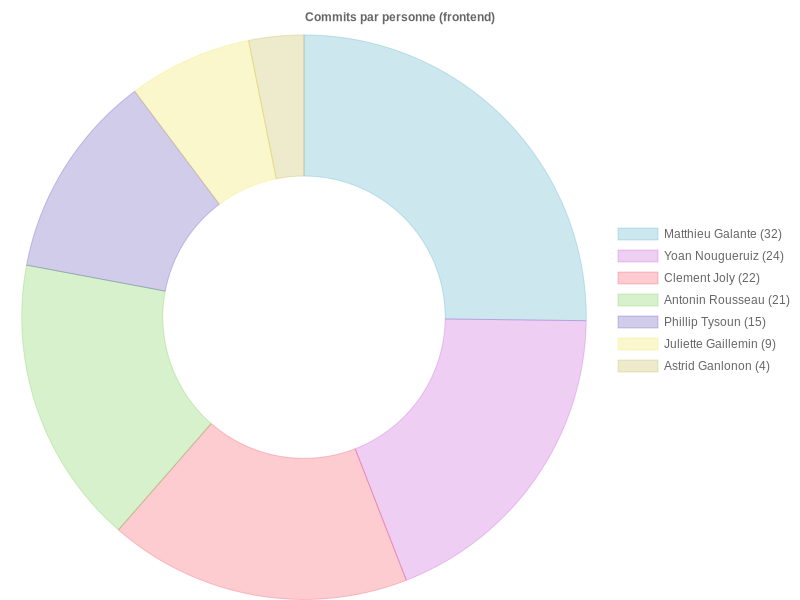 Commits par personne (frontend)
Matthieu Galante (32)
Yoan Nougueruiz (24)
Clement Joly (22)
Antonin Rousseau (21)
Phillip Tysoun (15)
Juliette Gaillemin (9)
Astrid Ganlonon (4)